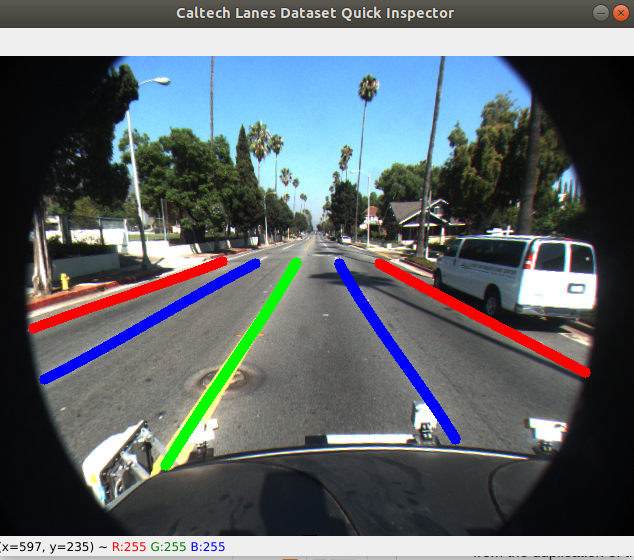 Caltech Lanes Dataset Quick Inspector
(x=597, y=235) ~ R:255 G:255 B:255